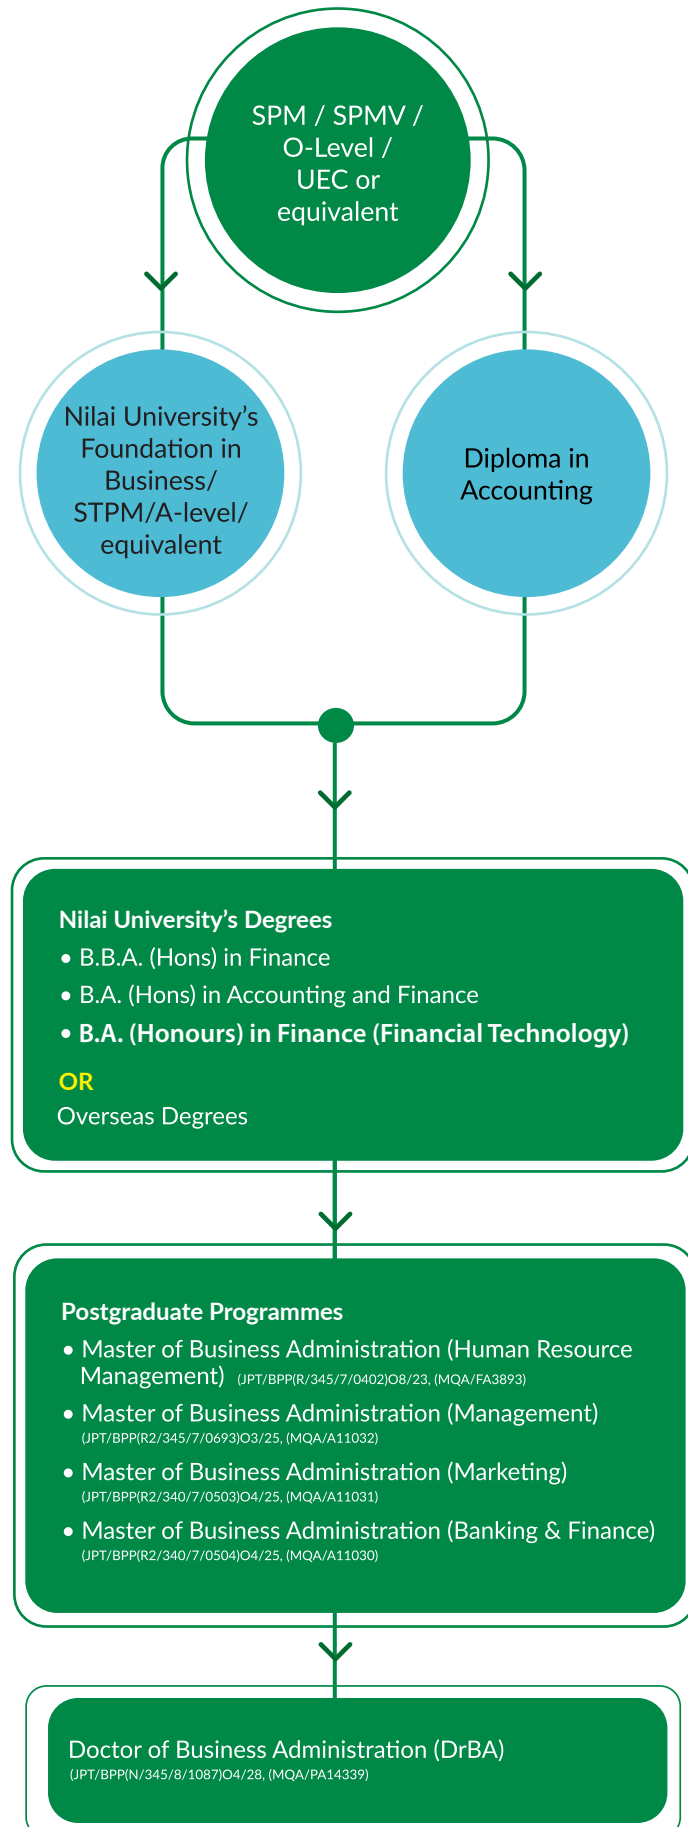 SPM / SPMV /
O-Level /
UEC or
equivalent
Nilai University's
Foundation in
Business/
STPM/A-level/
equivalent
Diploma in
Accounting
Nilai University's Degrees
• B.B.A. (Hons) in Finance
• B.A. (Hons) in Accounting and Finance
• B.A. (Honours) in Finance (Financial Technology)
OR
Overseas Degrees
Postgraduate Programmes
• Master of Business Administration (Human Resource
Management) (JPT/BPP(R/345/7/0402)O8/23, (MQA/FA3893)
• Master of Business Administration (Management)
(JPT/BPP(R2/345/7/0693)O3/25, (MQA/A11032)
• Master of Business Administration (Marketing)
(JPT/BPP(R2/340/7/0503)O4/25, (MQA/A11031)
• Master of Business Administration (Banking & Finance)
(JPT/BPP(R2/340/7/0504)O4/25, (MQA/A11030)
Doctor of Business Administration (DrBA)
(JPT/BPP(N/345/8/1087)O4/28, (MQA/PA14339)